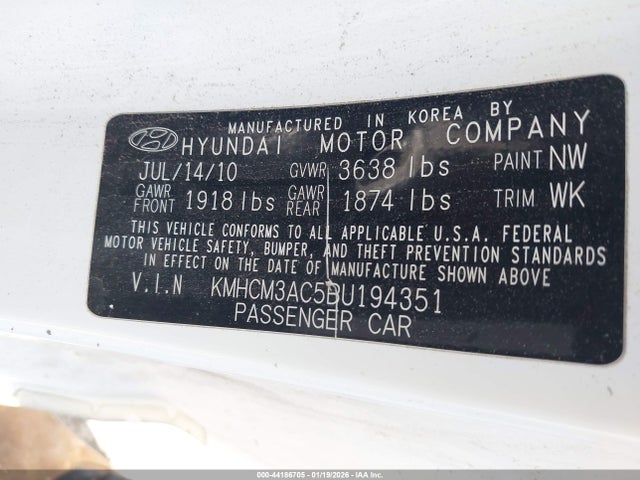 MANUFACTURED IN KOREA BY
HYUNDAI MOTOR COMPANY
JUL/14/10 GVWR 3638 lbs PAINT NW
GAWR FRONT 1918 lbs GAWR REAR 1874 lbs TRIM WK
THIS VEHICLE CONFORMS TO ALL APPLICABLE U.S.A. FEDERAL
MOTOR VEHICLE SAFETY, BUMPER, AND THEFT PREVENTION STANDARDS
IN EFFECT ON THE DATE OF MANUFACTURE SHOWN ABOVE
V.I.N KMHCM3AC5BU194351
PASSENGER CAR
000-44186705 - 01/19/2026 - IAAI.COM